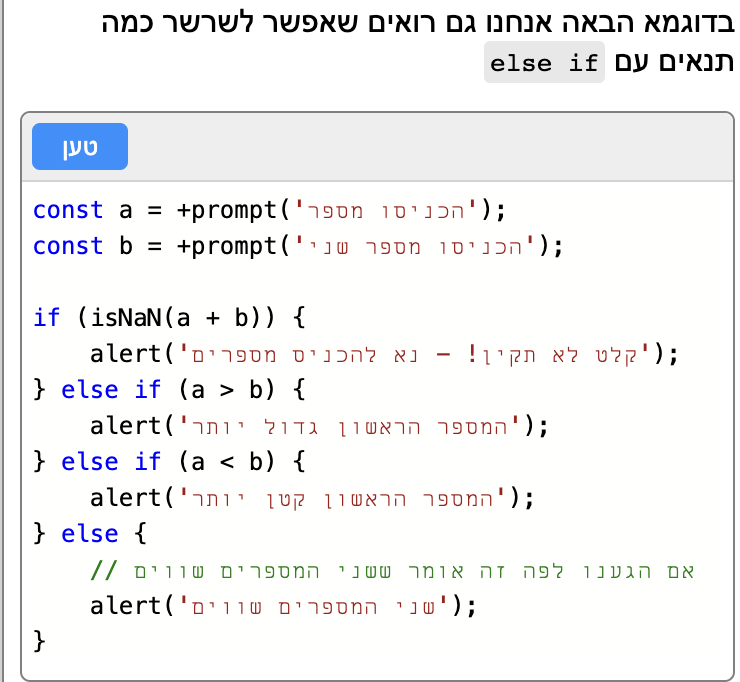 בדוגמא הבאה אנחנו גם רואים שאפשר לשרשר כמה
תנאים עם else if
טען
const a = +prompt('הכניסו מספר');
const b = +prompt('הכניסו מספר שני');
if (isNaN(a + b)) {
    alert('קלט לא תקין! – נא להכניס מספרים');
} else if (a > b) {
    alert('המספר הראשון גדול יותר');
} else if (a < b) {
    alert('המספר הראשון קטן יותר');
} else {
    // אם הגענו לפה זה אומר ששני המספרים שווים
    alert('שני המספרים שווים');
}